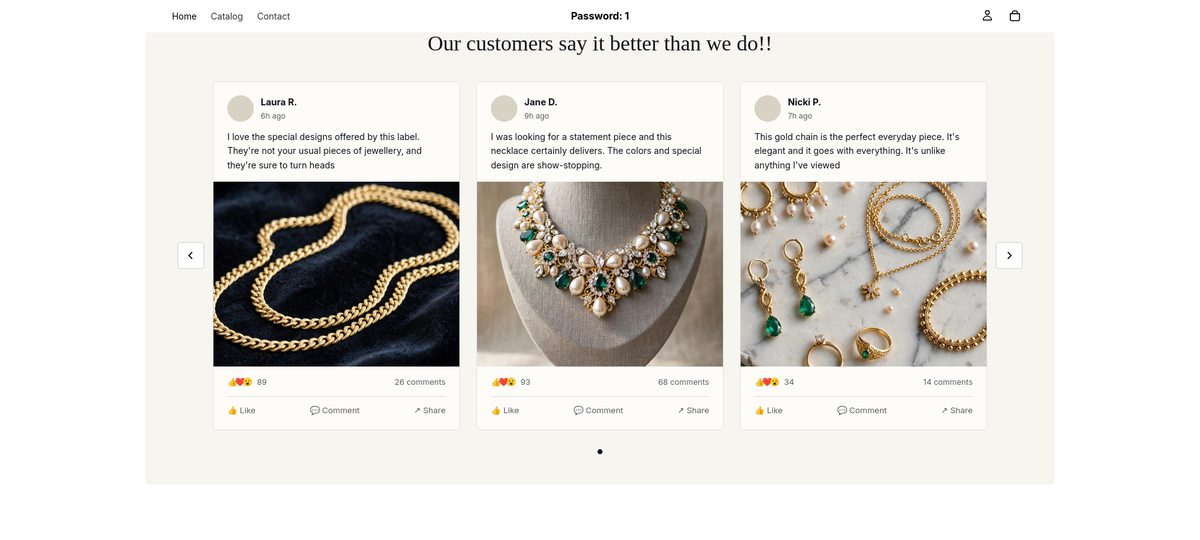 Home Catalog Contact
Password: 1
Our customers say it better than we do!!
Laura R.
6h ago
I love the special designs offered by this label.
They're not your usual pieces of jewellery, and
they're sure to turn heads
👍❤️😮 89
26 comments
👍 Like
💬 Comment
↗ Share
Jane D.
9h ago
I was looking for a statement piece and this
necklace certainly delivers. The colors and special
design are show-stopping.
👍❤️😮 93
68 comments
👍 Like
💬 Comment
↗ Share
Nicki P.
7h ago
This gold chain is the perfect everyday piece. It's
elegant and it goes with everything. It's unlike
anything I've viewed
👍❤️😮 34
14 comments
👍 Like
💬 Comment
↗ Share